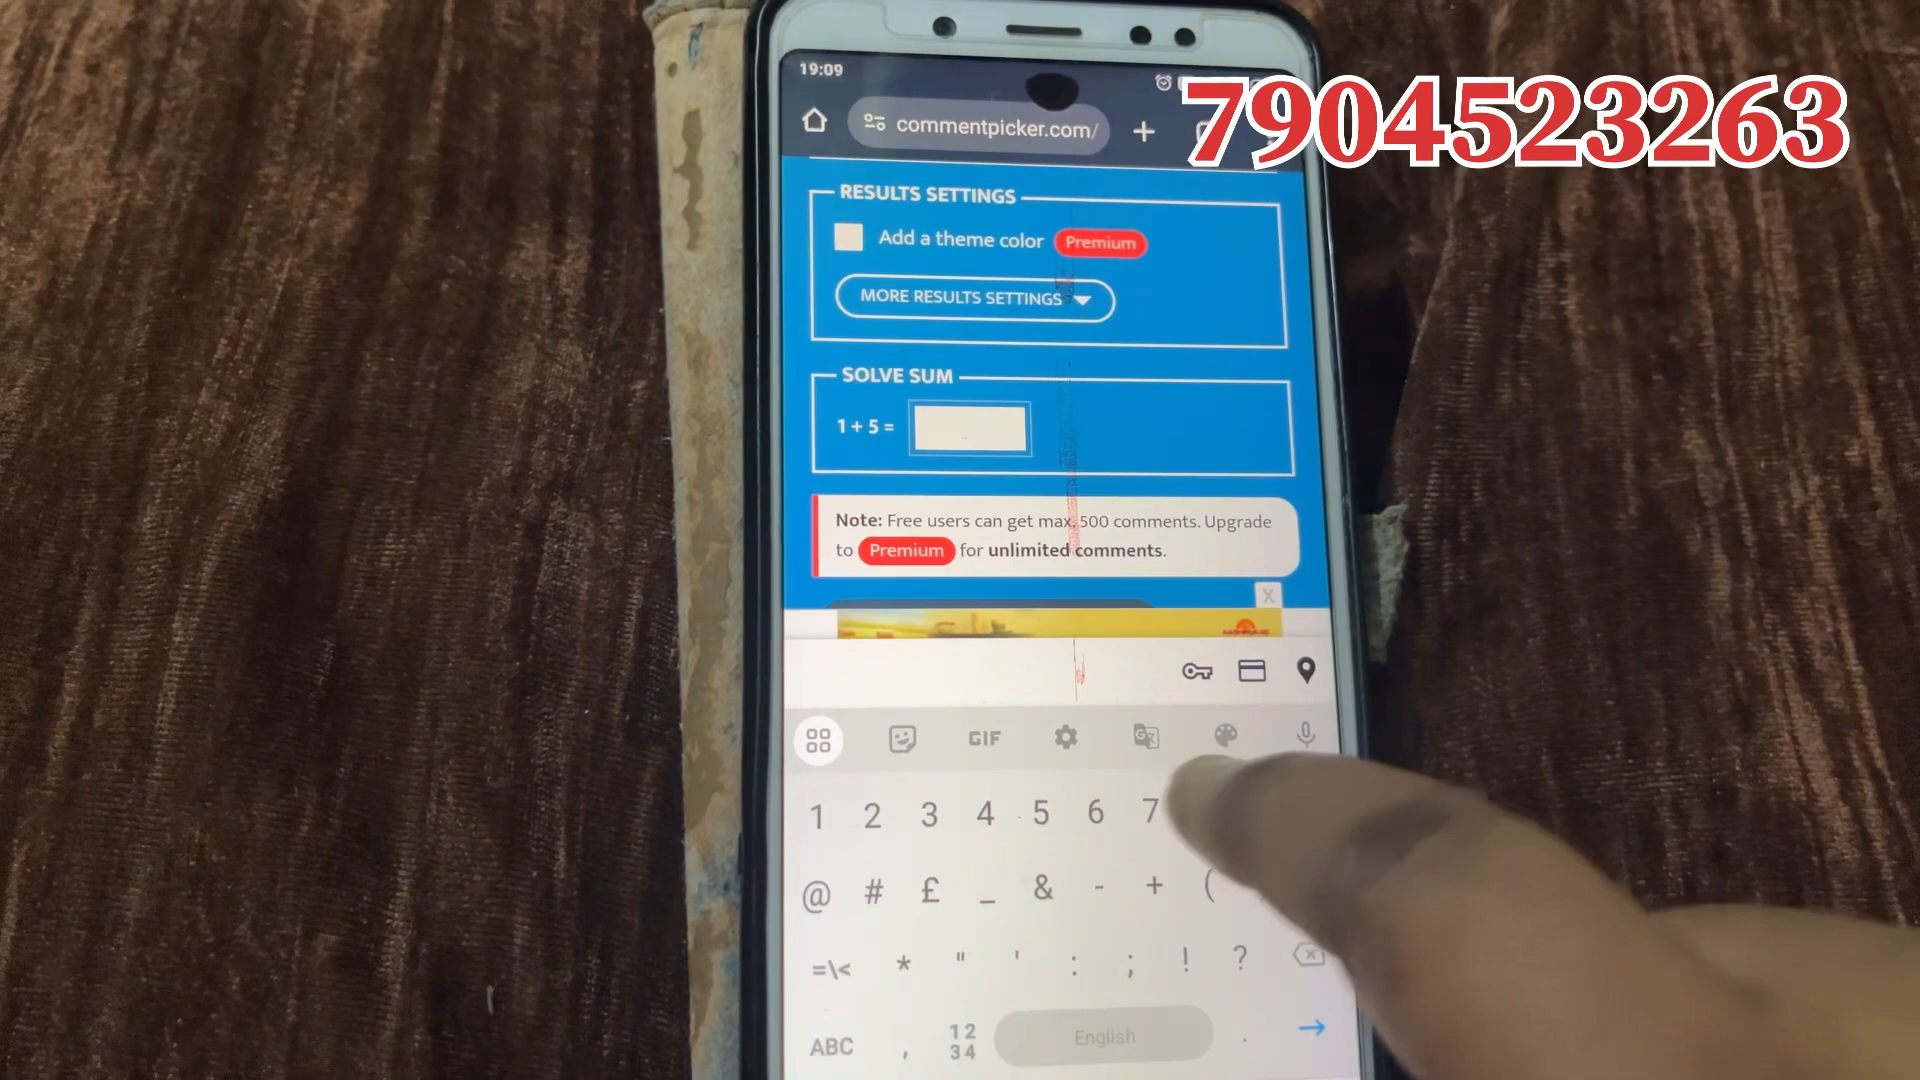 19:09
7904523263
commentpicker.com/
RESULTS SETTINGS
Add a theme color Premium
MORE RESULTS SETTINGS
SOLVE SUM
1 + 5 =
Note: Free users can get max. 500 comments. Upgrade
to Premium for unlimited comments.
X
GIF
1 2 3 4 5 6 7
@ # £ _ & - + (
=\< * " ' : ; ! ?
ABC , 12 34 English .